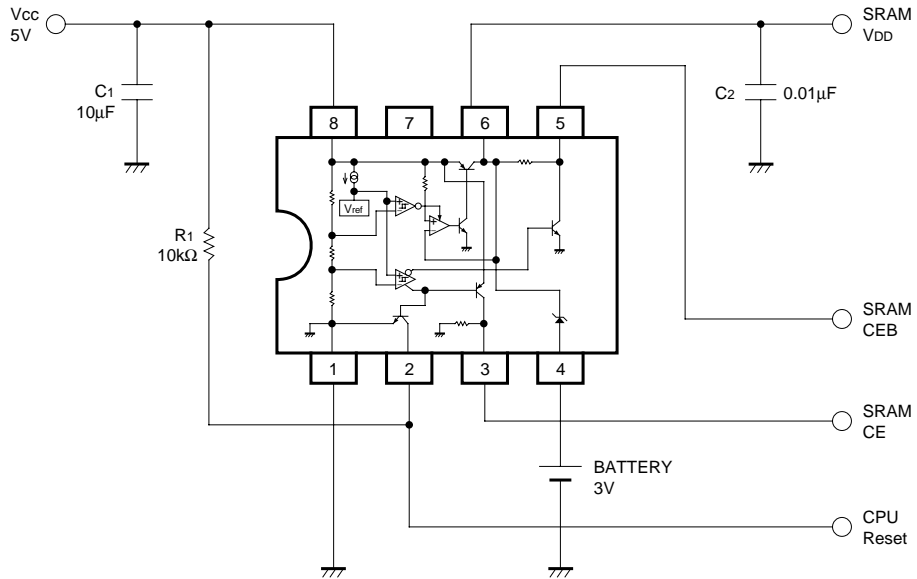 Vcc
5V
C1
10μF
R1
10kΩ
8
7
6
5
Vref
1
2
3
4
SRAM
VDD
C2
0.01μF
SRAM
CEB
SRAM
CE
BATTERY
3V
CPU
Reset